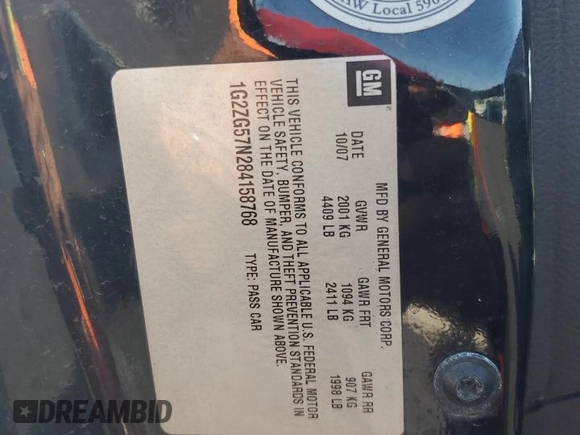 W Local 596
GM
MFD BY GENERAL MOTORS CORP.
DATE GVWR GAWR FRT GAWR RR
10/07 2001 KG 1094 KG 907 KG
4409 LB 2411 LB 1998 LB
THIS VEHICLE CONFORMS TO ALL APPLICABLE U.S. FEDERAL MOTOR
VEHICLE SAFETY, BUMPER, AND THEFT PREVENTION STANDARDS IN
EFFECT ON THE DATE OF MANUFACTURE SHOWN ABOVE.
1G2ZG57N284158768 TYPE: PASS CAR
DREAMBID